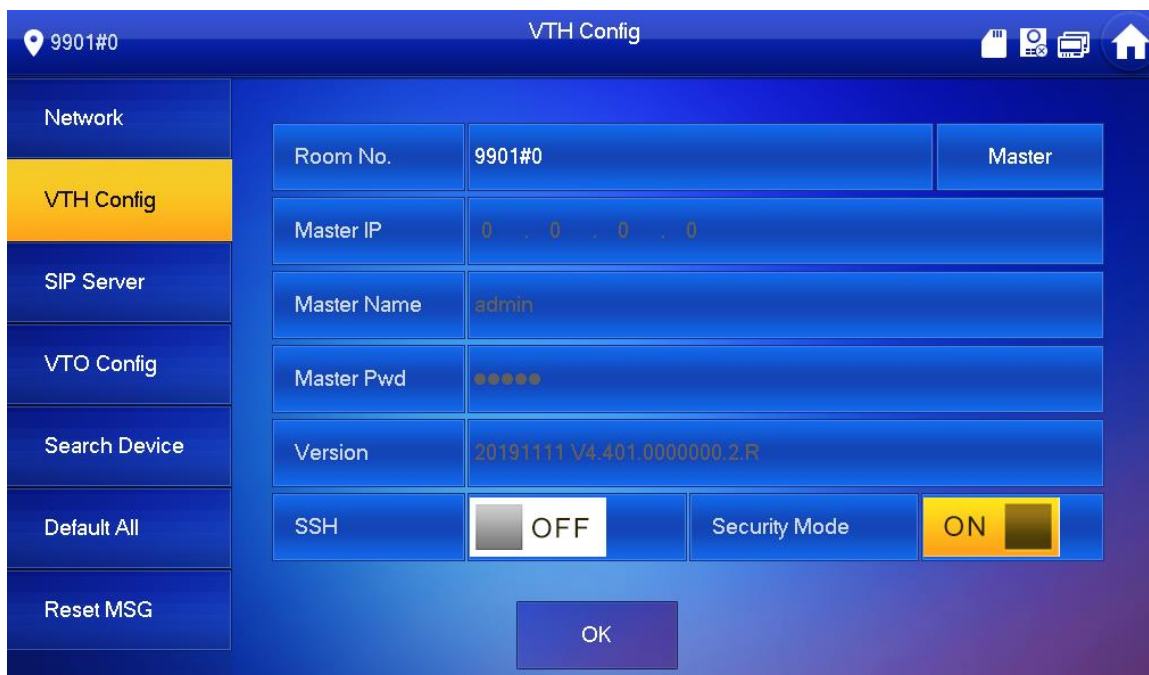 9901#0
VTH Config
Network
VTH Config
SIP Server
VTO Config
Search Device
Default All
Reset MSG
Room No. 9901#0 Master
Master IP 0 . 0 . 0 . 0
Master Name admin
Master Pwd ●●●●●
Version 20191111 V4.401.0000000.2.R
SSH OFF Security Mode ON
OK